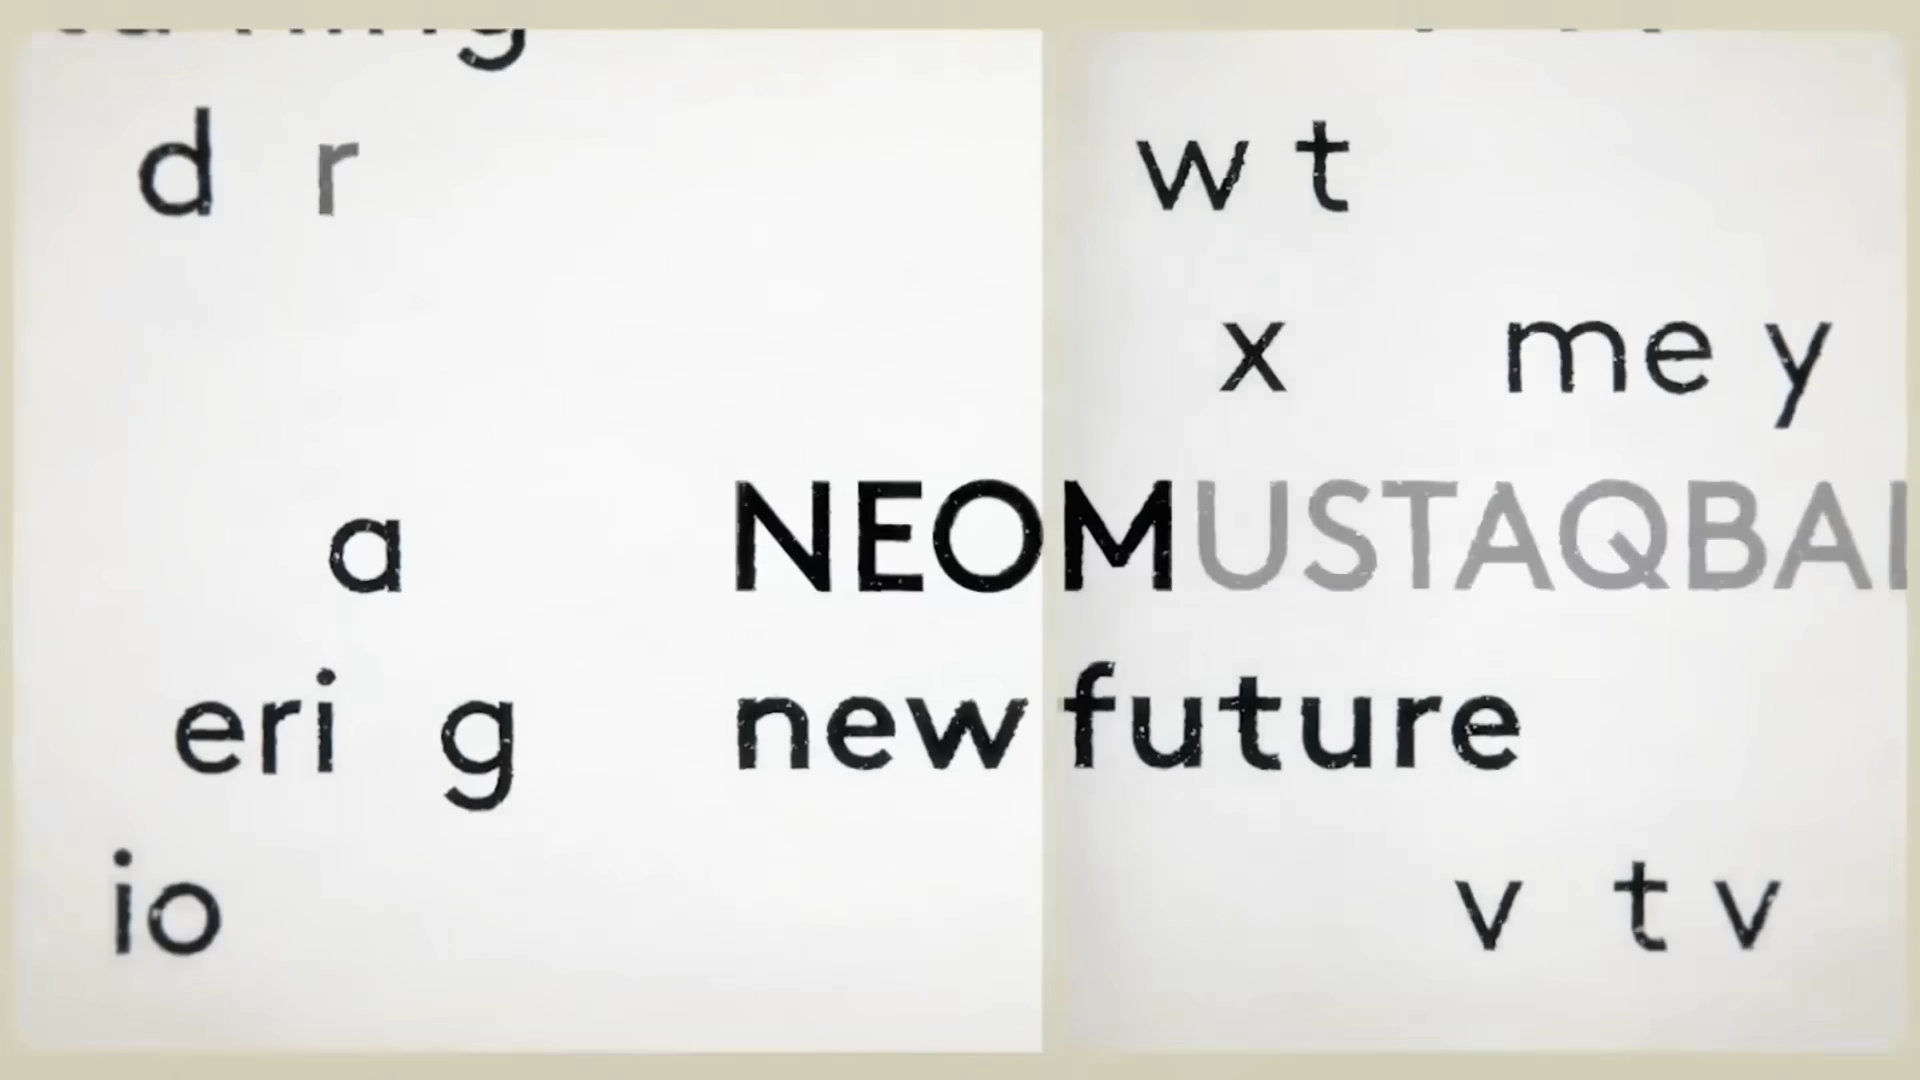 d r w t
x me y
a NEOMUSTAQBAL
eri g new future
io v t v